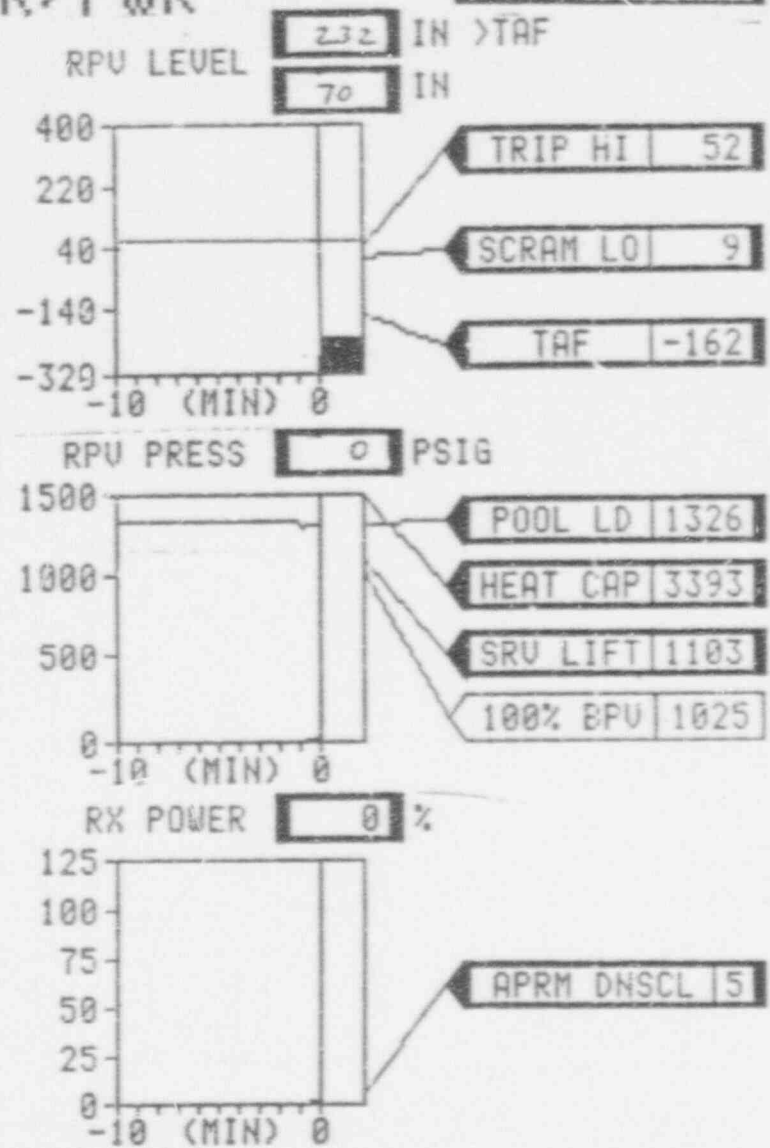 232 IN >TAF
RPV LEVEL
70 IN
400
220
40
-140
-329
-10 (MIN) 0
TRIP HI 52
SCRAM LO 9
TAF -162
RPV PRESS 0 PSIG
1500
1000
500
0
-10 (MIN) 0
POOL LD 1326
HEAT CAP 3393
SRV LIFT 1103
100% BPV 1025
RX POWER 0 %
125
100
75
50
25
0
-10 (MIN) 0
APRM DNSCL 5